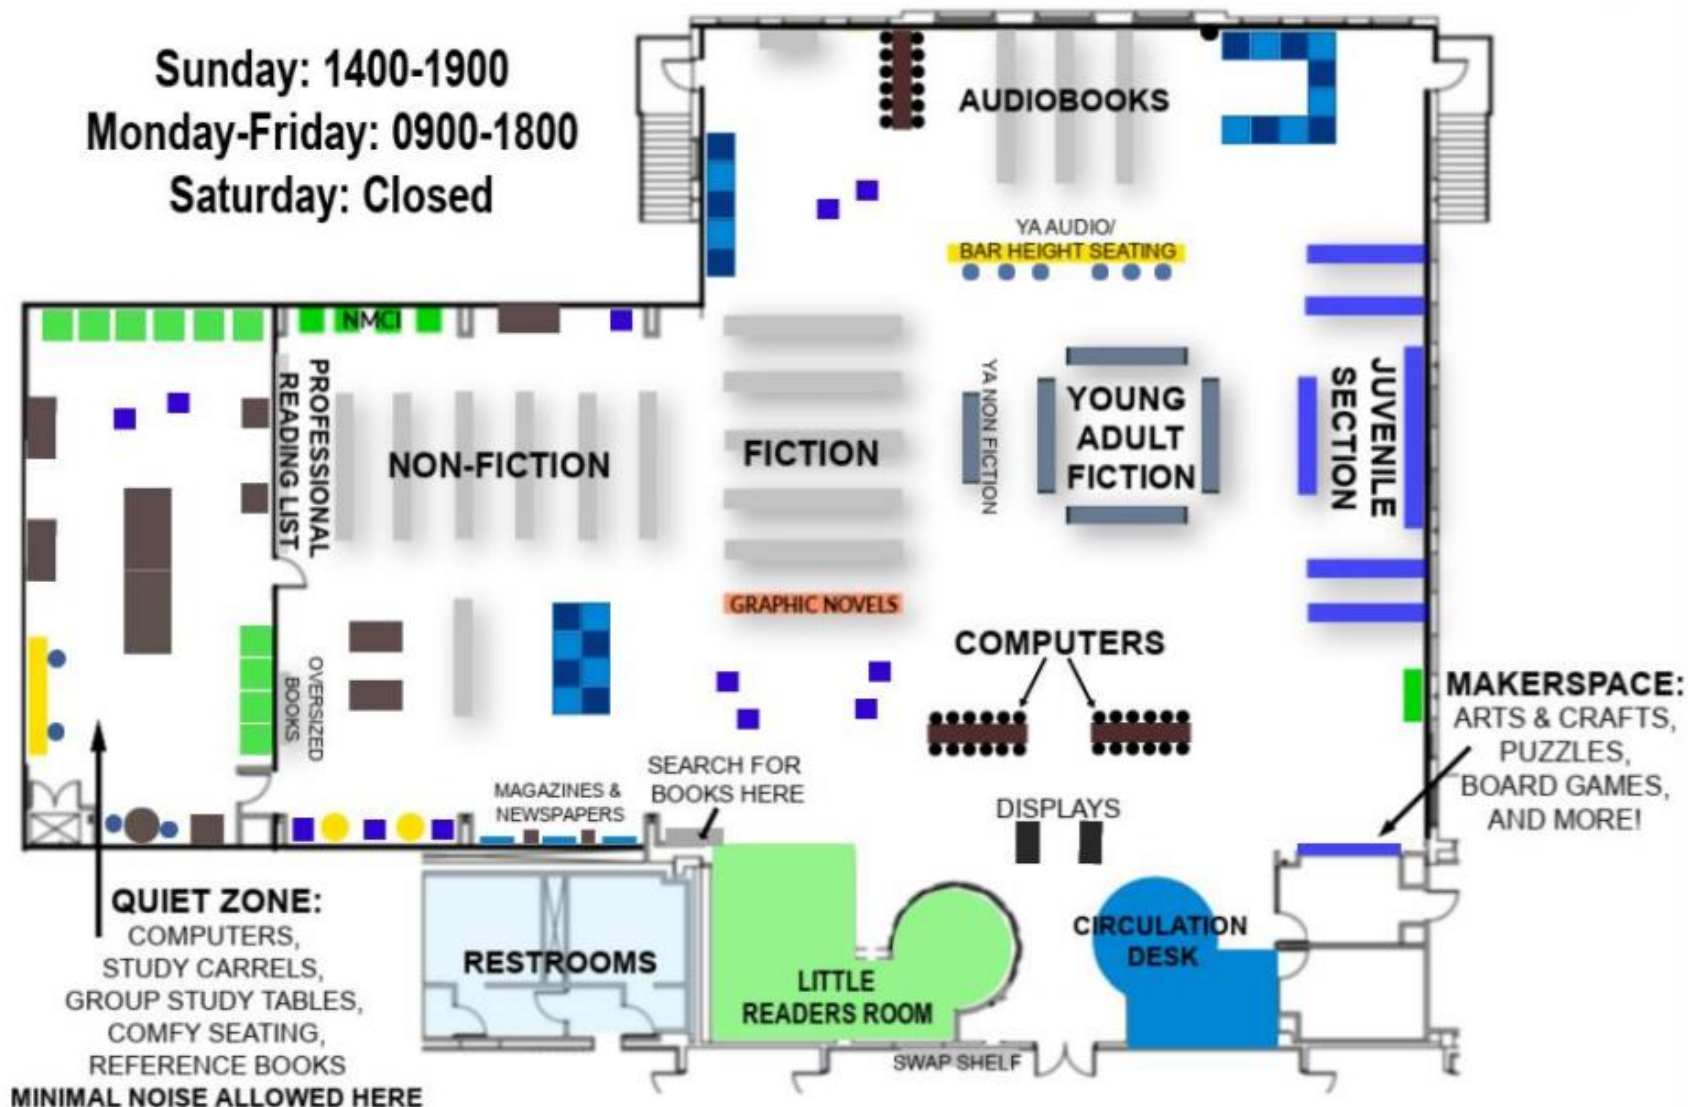 Sunday: 1400-1900
Monday-Friday: 0900-1800
Saturday: Closed
AUDIOBOOKS
YA AUDIO/
BAR HEIGHT SEATING
NMCI
PROFESSIONAL
READING LIST
NON-FICTION
FICTION
YA NON FICTION
YOUNG
ADULT
FICTION
JUVENILE
SECTION
GRAPHIC NOVELS
COMPUTERS
OVERSIZED
BOOKS
MAGAZINES &
NEWSPAPERS
SEARCH FOR
BOOKS HERE
DISPLAYS
MAKERSPACE:
ARTS & CRAFTS,
PUZZLES,
BOARD GAMES,
AND MORE!
QUIET ZONE:
COMPUTERS,
STUDY CARRELS,
GROUP STUDY TABLES,
COMFY SEATING,
REFERENCE BOOKS
MINIMAL NOISE ALLOWED HERE
RESTROOMS
LITTLE
READERS ROOM
CIRCULATION
DESK
SWAP SHELF